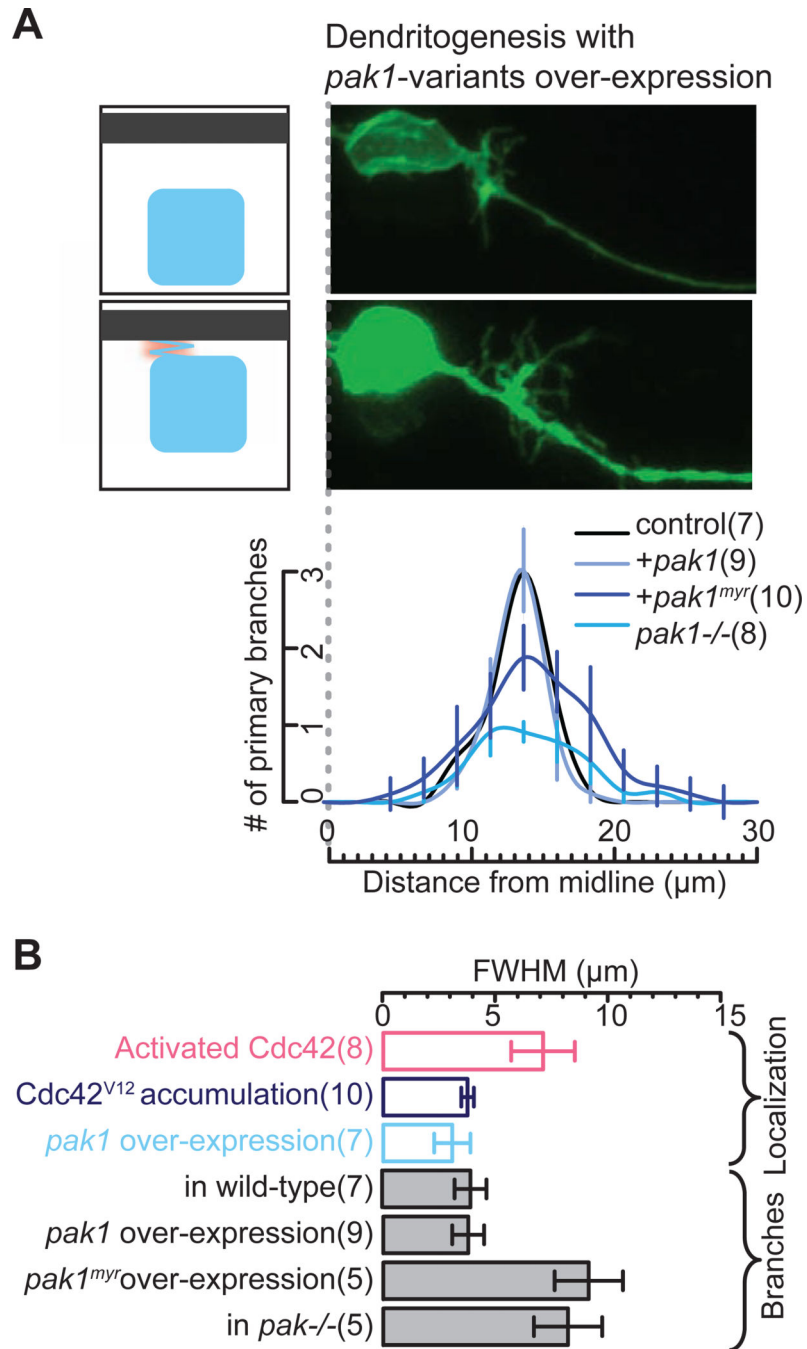 A
Dendritogenesis with
pak1-variants over-expression
control(7)
+pak1(9)
+pak1myr(10)
pak1-/-(8)
# of primary branches
3
2
1
0
0 10 20 30
Distance from midline (μm)
B
FWHM (μm)
0 5 10 15
Activated Cdc42(8)
Cdc42V12 accumulation(10)
pak1 over-expression(7)
in wild-type(7)
pak1 over-expression(9)
pak1myrover-expression(5)
in pak-/-(5)
Localization
Branches